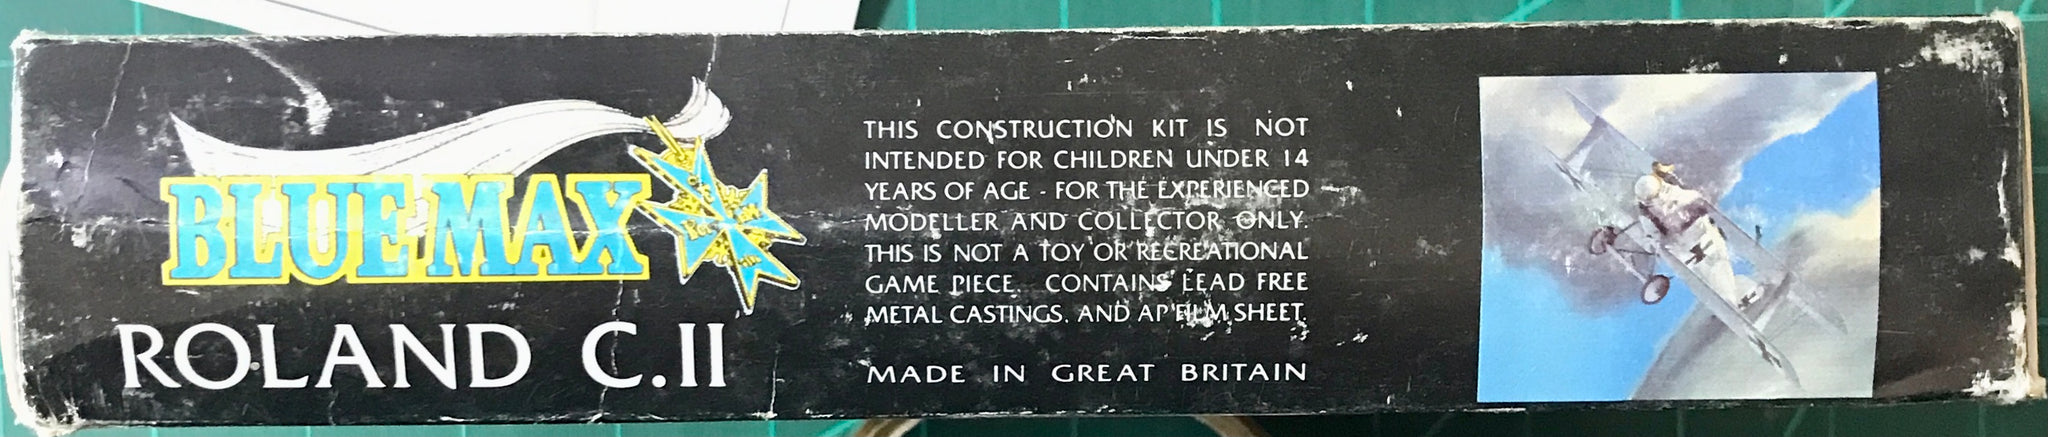 BLUE MAX
ROLAND C.II
THIS CONSTRUCTION KIT IS NOT
INTENDED FOR CHILDREN UNDER 14
YEARS OF AGE - FOR THE EXPERIENCED
MODELLER AND COLLECTOR ONLY.
THIS IS NOT A TOY OR RECREATIONAL
GAME PIECE. CONTAINS LEAD FREE
METAL CASTINGS. AND AP FILM SHEET.
MADE IN GREAT BRITAIN